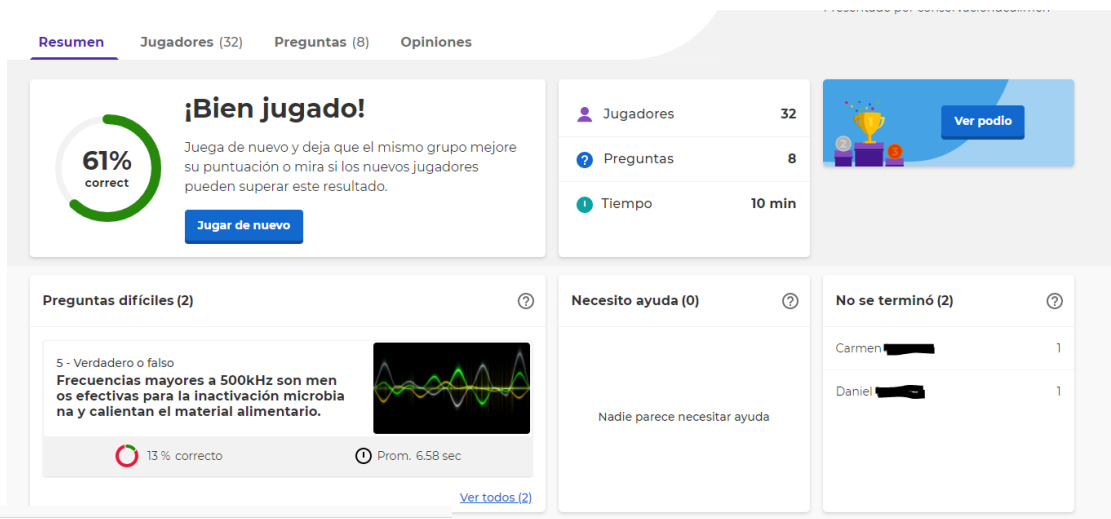 Resumen Jugadores (32) Preguntas (8) Opiniones
¡Bien jugado!
Juega de nuevo y deja que el mismo grupo mejore
su puntuación o mira si los nuevos jugadores
pueden superar este resultado.
61%
correct
Jugar de nuevo
Jugadores 32
Preguntas 8
Tiempo 10 min
Ver podio
1
2
3
Preguntas difíciles (2)
5 - Verdadero o falso
Frecuencias mayores a 500kHz son men
os efectivas para la inactivación microbia
na y calientan el material alimentario.
13 % correcto
Prom. 6.58 sec
Ver todos (2)
Necesito ayuda (0)
Nadie parece necesitar ayuda
No se terminó (2)
Carmen 1
Daniel 1